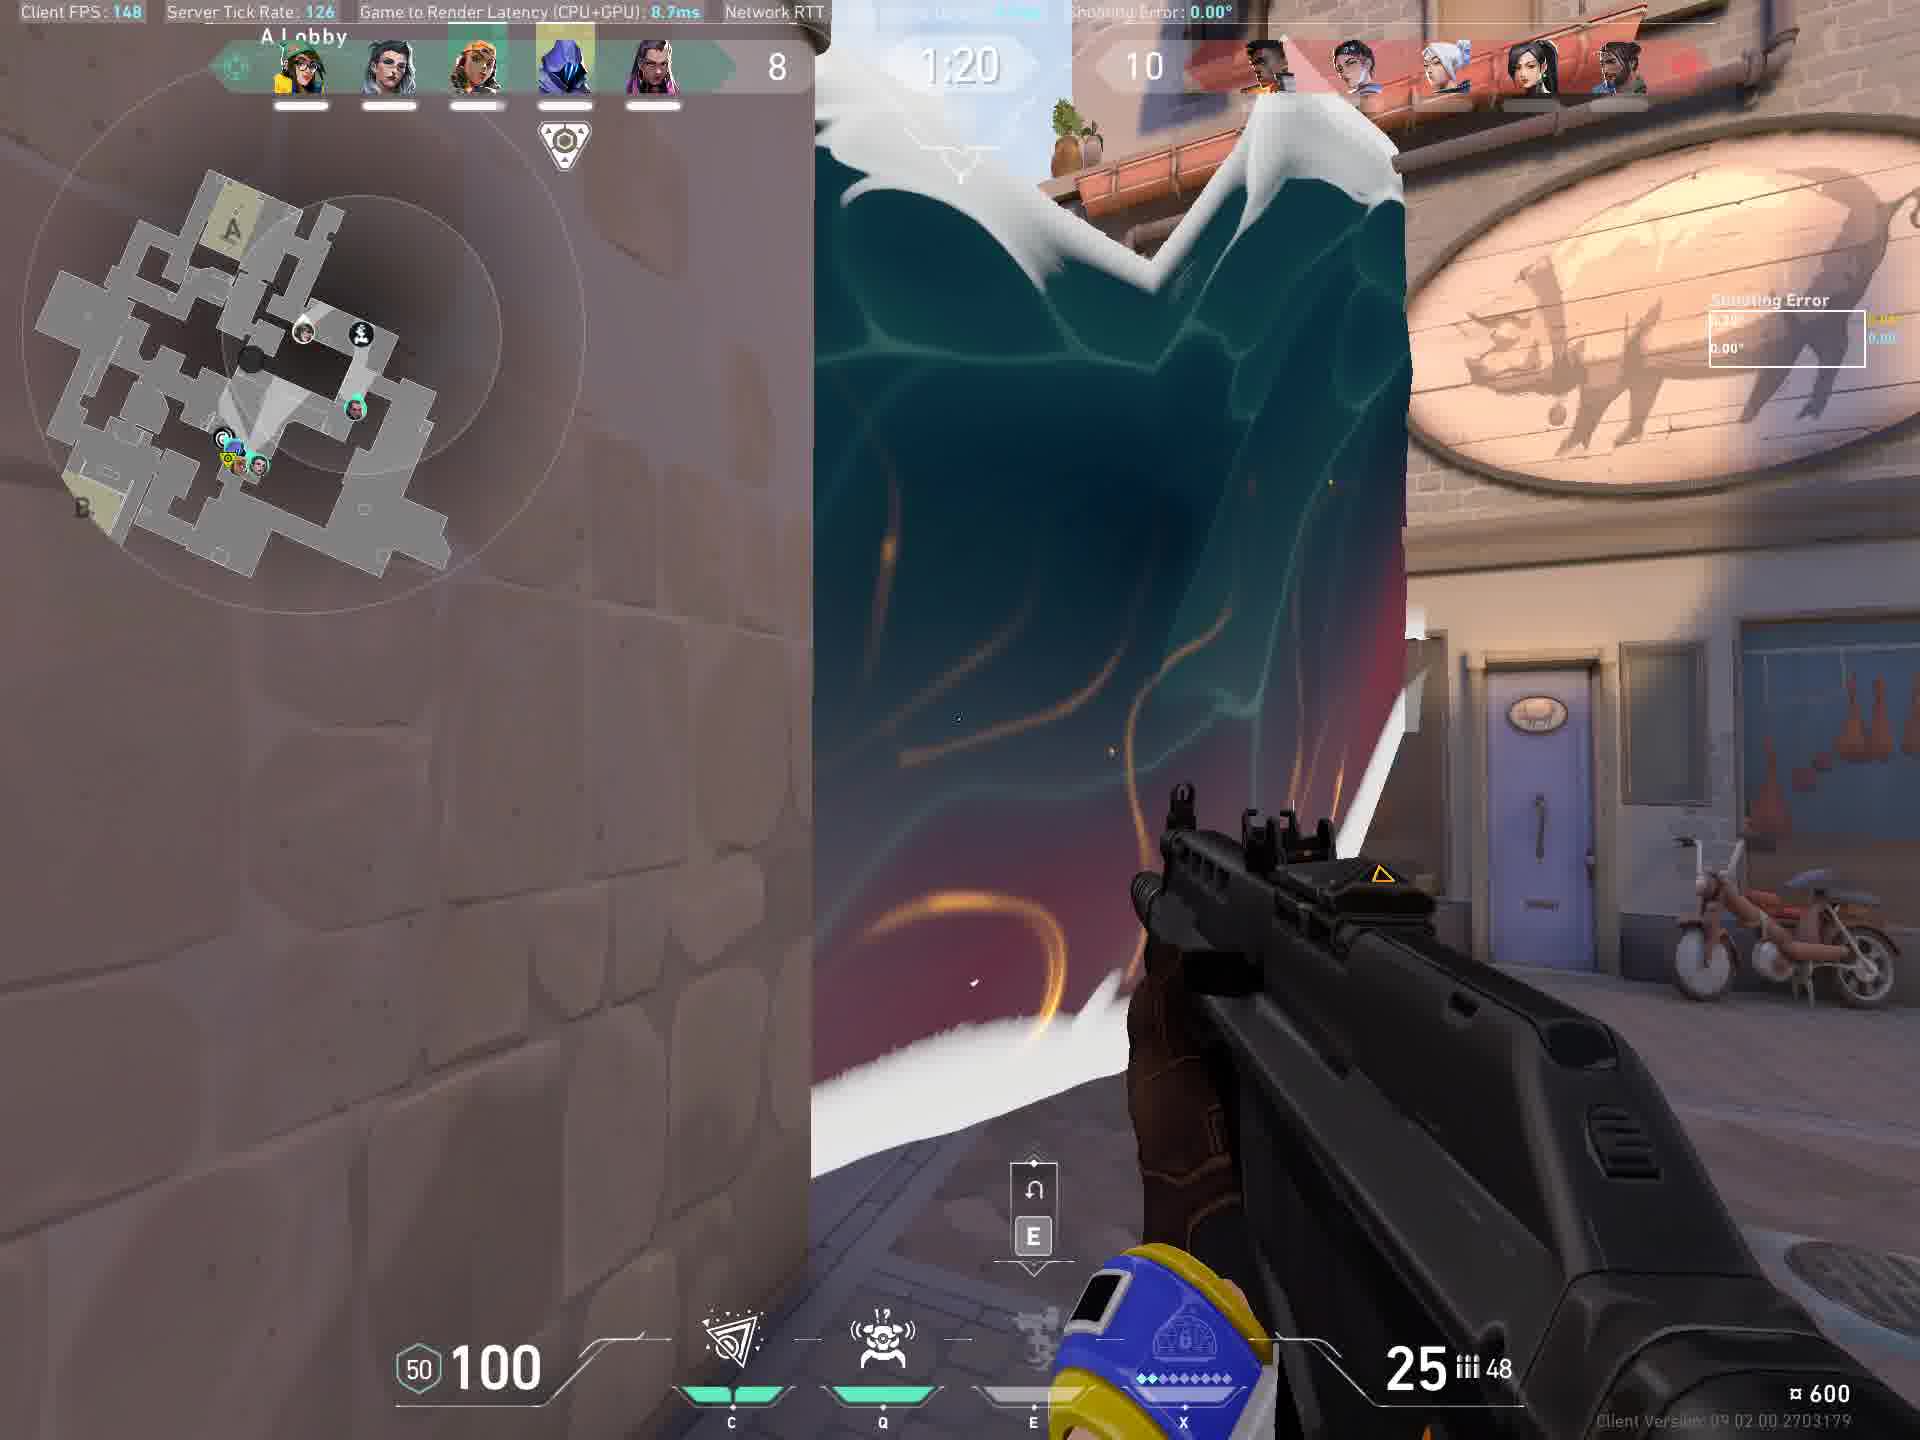 Client FPS: 148 Server Tick Rate: 126 Game to Render Latency (CPU+GPU): 8.7ms Network RTT Shooting Error: 0.00°
A Lobby
8 1:20 10
A
B
Shooting Error
0.00°
0.00
E
50 100
25 48
C Q E X
¤ 600
Client Version: 09.02.00.2703179